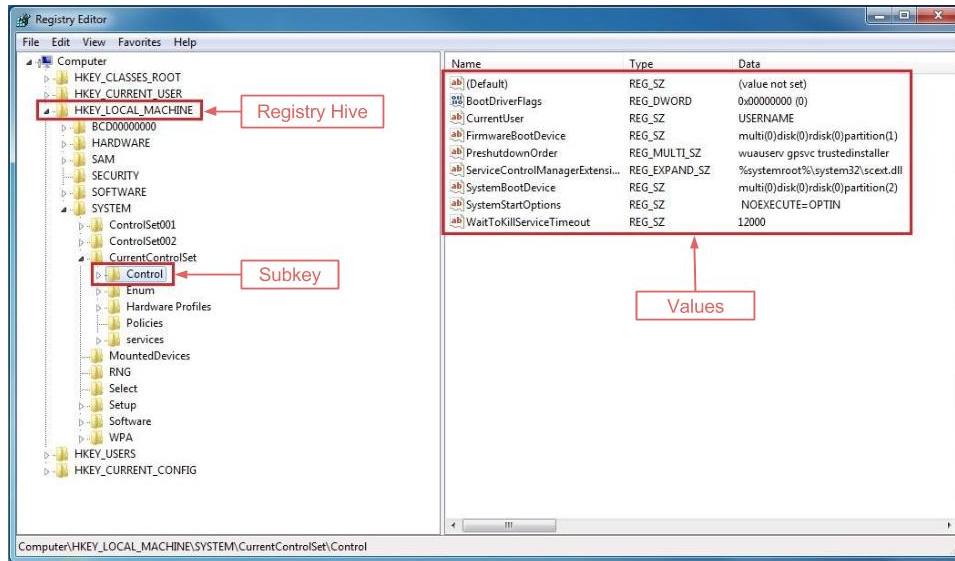 Registry Editor
File Edit View Favorites Help
Computer
HKEY_CLASSES_ROOT
HKEY_CURRENT_USER
HKEY_LOCAL_MACHINE
Registry Hive
BCD00000000
HARDWARE
SAM
SECURITY
SOFTWARE
SYSTEM
ControlSet001
ControlSet002
CurrentControlSet
Control
Subkey
Enum
Hardware Profiles
Policies
services
MountedDevices
RNG
Select
Setup
Software
WPA
HKEY_USERS
HKEY_CURRENT_CONFIG
Name Type Data
(Default) REG_SZ (value not set)
BootDriverFlags REG_DWORD 0x00000000 (0)
CurrentUser REG_SZ USERNAME
FirmwareBootDevice REG_SZ multi(0)disk(0)rdisk(0)partition(1)
PreshutdownOrder REG_MULTI_SZ wuauserv gpsvc trustedinstaller
ServiceControlManagerExtensi... REG_EXPAND_SZ %systemroot%\system32\scext.dll
SystemBootDevice REG_SZ multi(0)disk(0)rdisk(0)partition(2)
SystemStartOptions REG_SZ NOEXECUTE=OPTIN
WaitToKillServiceTimeout REG_SZ 12000
Values
Computer\HKEY_LOCAL_MACHINE\SYSTEM\CurrentControlSet\Control